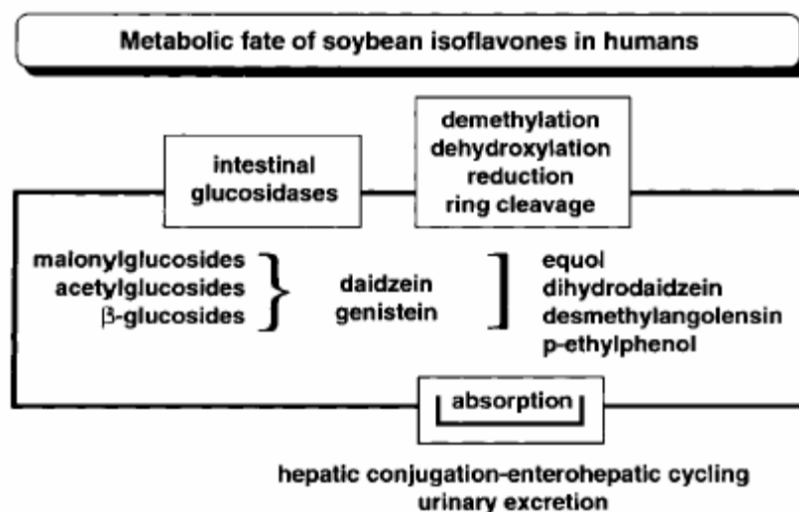 Metabolic fate of soybean isoflavones in humans
intestinal
glucosidases
demethylation
dehydroxylation
reduction
ring cleavage
malonylglucosides
acetylglucosides
β-glucosides
daidzein
genistein
equol
dihydrodaidzein
desmethylangolensin
p-ethylphenol
absorption
hepatic conjugation-enterohepatic cycling
urinary excretion